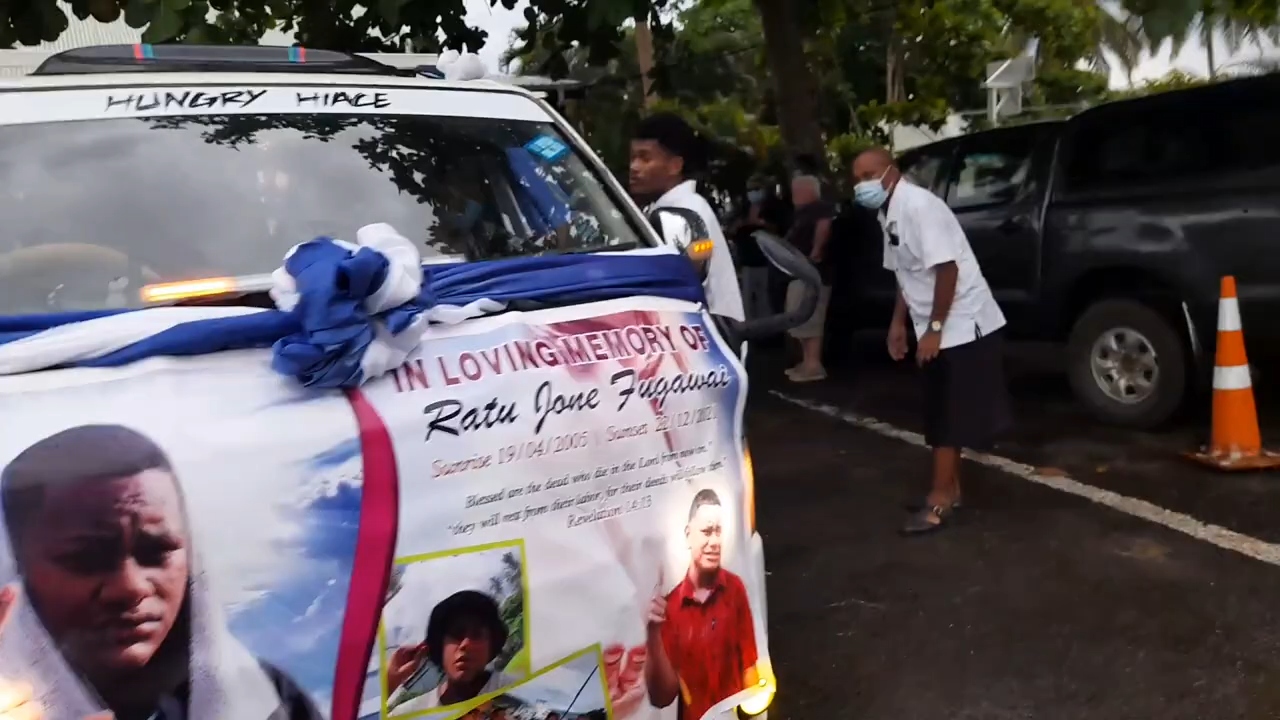 HUNGRY HIACE
IN LOVING MEMORY OF
Ratu Jone Fugawai
Sunrise 19/04/2005 | Sunset 22/12/2021
Blessed are the dead who die in the Lord from now on."
"they will rest from their labor, for their deeds will follow them"
Revelation 14:13